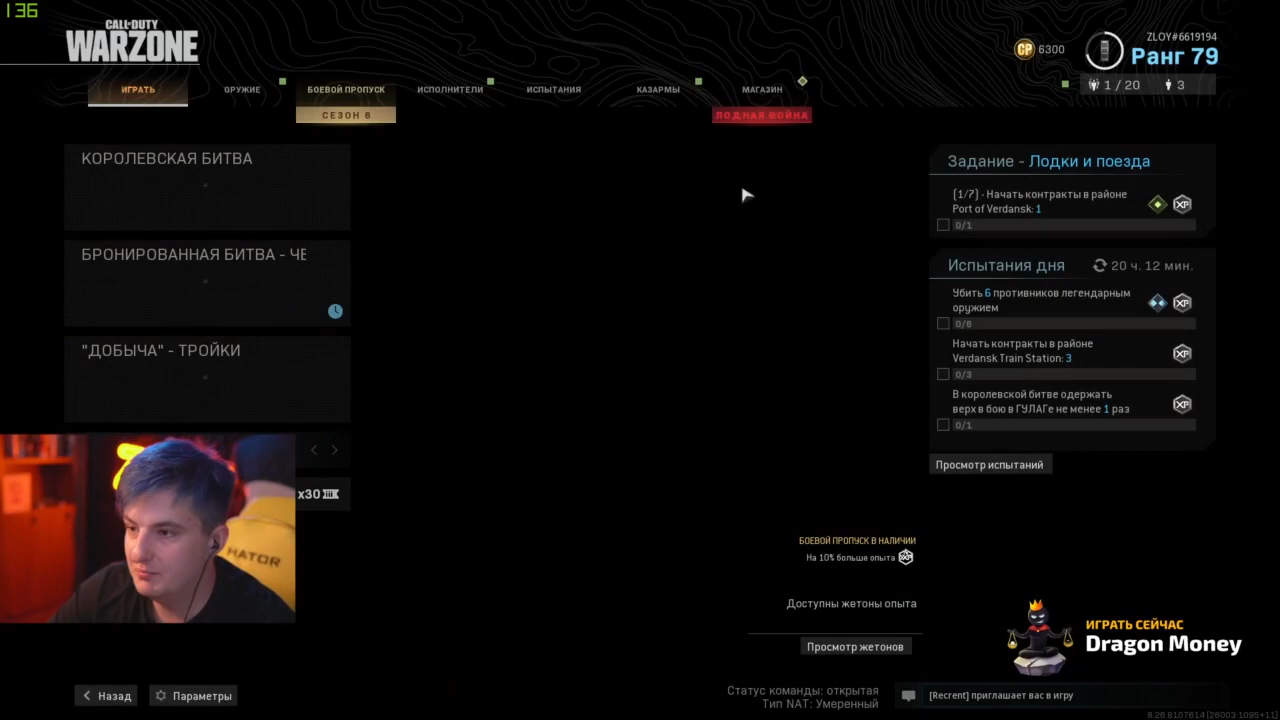 136
CALL OF DUTY
WARZONE
CP 6300
ZLOY#6619194
Ранг 79
1 / 20
3
ИГРАТЬ
ОРУЖИЕ
БОЕВОЙ ПРОПУСК
ИСПОЛНИТЕЛИ
ИСПЫТАНИЯ
КАЗАРМЫ
МАГАЗИН
СЕЗОН 6
ЛОДНАЯ ВОЙНА
КОРОЛЕВСКАЯ БИТВА
БРОНИРОВАННАЯ БИТВА - ЧЕ
"ДОБЫЧА" - ТРОЙКИ
x30
HATOR
Задание - Лодки и поезда
(1/7) - Начать контракты в районе
Port of Verdansk: 1
XP
0/1
Испытания дня
20 ч. 12 мин.
Убить 6 противников легендарным
оружием
XP
0/6
Начать контракты в районе
Verdansk Train Station: 3
XP
0/3
В королевской битве одержать
верх в бою в ГУЛАГе не менее 1 раз
XP
0/1
Просмотр испытаний
БОЕВОЙ ПРОПУСК В НАЛИЧИИ
На 10% больше опыта
Доступны жетоны опыта
Просмотр жетонов
ИГРАТЬ СЕЙЧАС
Dragon Money
Назад
Параметры
Статус команды: открытая
Тип NAT: Умеренный
[Recrent] приглашает вас в игру